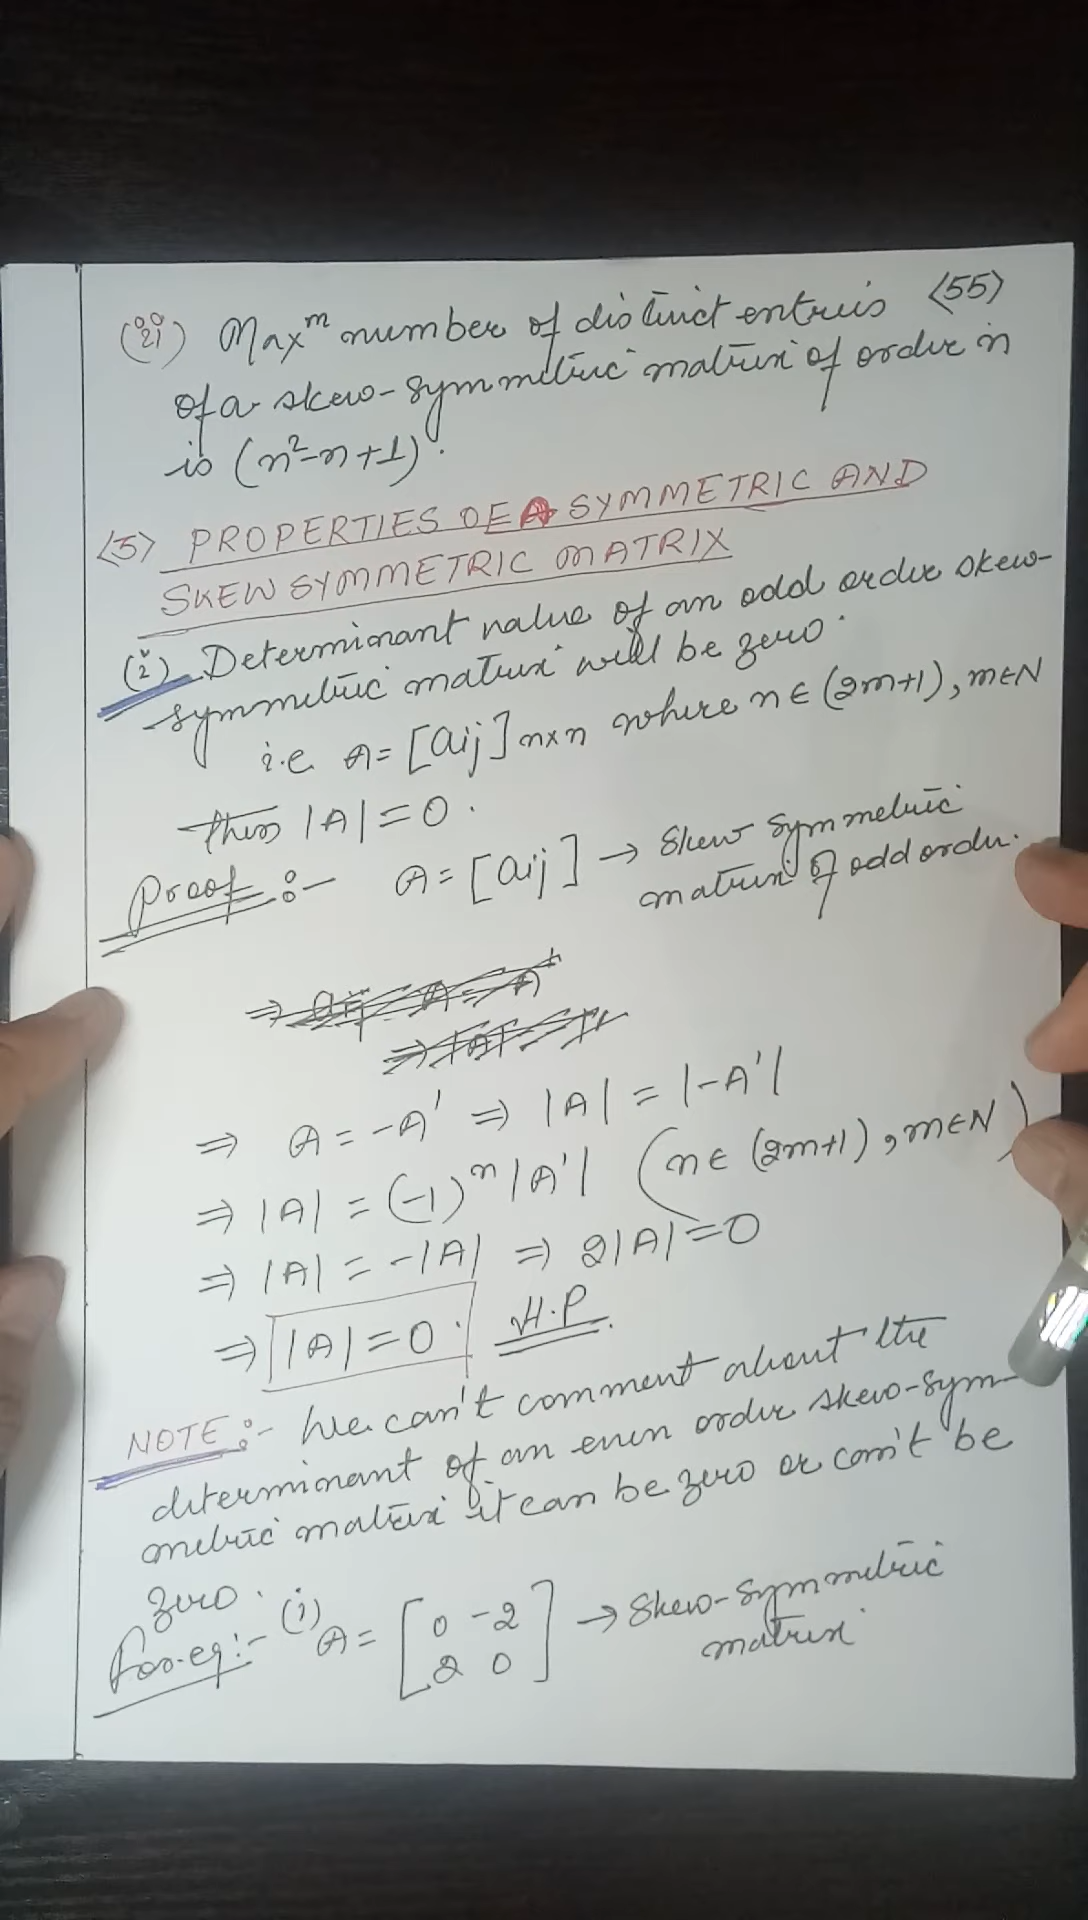 (ii) Maxᵐ number of distinct entries <55>
of a skew-symmetric matrix of order n
is (n²-n+1).
<5> PROPERTIES OF SYMMETRIC AND
SKEW SYMMETRIC MATRIX
(i) Determinant value of an odd order skew-
symmetric matrix will be zero.
i.e A = [aij]n×n where n∈(2m+1), m∈N
then |A| = 0.
Proof :- A = [aij] → Skew Symmetric
matrix of odd order.
⇒ A = -A' ⇒ |A| = |-A'|
⇒ |A| = (-1)ⁿ |A'| (n∈(2m+1), m∈N)
⇒ |A| = -|A| ⇒ 2|A| = 0
⇒ |A| = 0. H.P.
NOTE :- We can't comment about the
determinant of an even order skew-sym-
metric matrix it can be zero or can't be
zero.
For.eg:- (i) A = [0 -2
2 0] → Skew-Symmetric
matrix